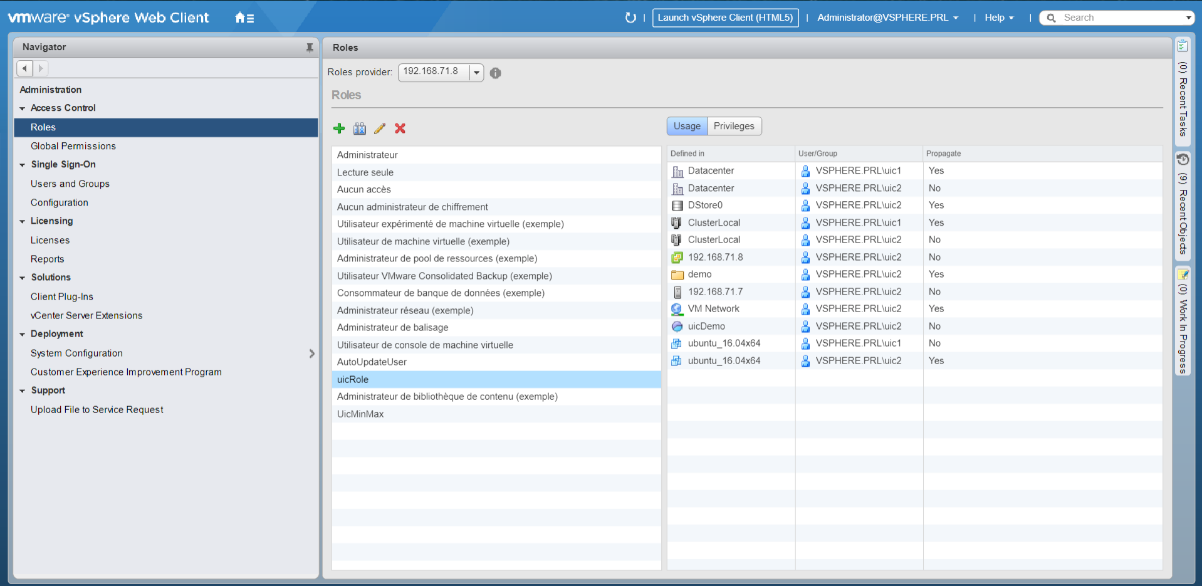 vmware® vSphere Web Client
Launch vSphere Client (HTML5)
Administrator@VSPHERE.PRL
Help
Search
Navigator
Administration
Access Control
Roles
Global Permissions
Single Sign-On
Users and Groups
Configuration
Licensing
Licenses
Reports
Solutions
Client Plug-Ins
vCenter Server Extensions
Deployment
System Configuration
Customer Experience Improvement Program
Support
Upload File to Service Request
Roles
Roles provider: 192.168.71.8
Roles
Administrateur
Lecture seule
Aucun accès
Aucun administrateur de chiffrement
Utilisateur expérimenté de machine virtuelle (exemple)
Utilisateur de machine virtuelle (exemple)
Administrateur de pool de ressources (exemple)
Utilisateur VMware Consolidated Backup (exemple)
Consommateur de banque de données (exemple)
Administrateur réseau (exemple)
Administrateur de balisage
Utilisateur de console de machine virtuelle
AutoUpdateUser
uicRole
Administrateur de bibliothèque de contenu (exemple)
UicMinMax
Usage Privileges
Defined in User/Group Propagate
Datacenter VSPHERE.PRL\uic1 Yes
Datacenter VSPHERE.PRL\uic2 No
DStore0 VSPHERE.PRL\uic2 Yes
ClusterLocal VSPHERE.PRL\uic1 Yes
ClusterLocal VSPHERE.PRL\uic2 No
192.168.71.8 VSPHERE.PRL\uic2 No
demo VSPHERE.PRL\uic2 Yes
192.168.71.7 VSPHERE.PRL\uic2 No
VM Network VSPHERE.PRL\uic2 Yes
uicDemo VSPHERE.PRL\uic2 No
ubuntu_16.04x64 VSPHERE.PRL\uic1 No
ubuntu_16.04x64 VSPHERE.PRL\uic2 Yes
(0) Recent Tasks
(9) Recent Objects
(0) Work In Progress